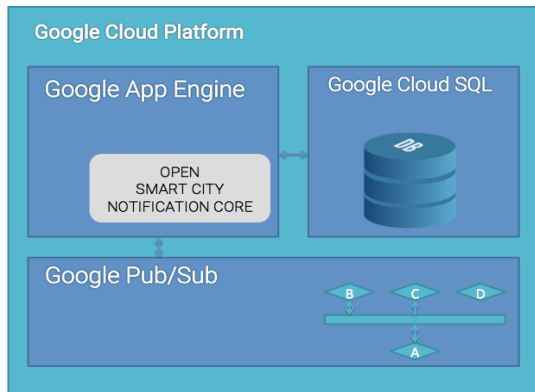 Google Cloud Platform
Google App Engine
OPEN
SMART CITY
NOTIFICATION CORE
Google Cloud SQL
DB
Google Pub/Sub
B
C
D
A